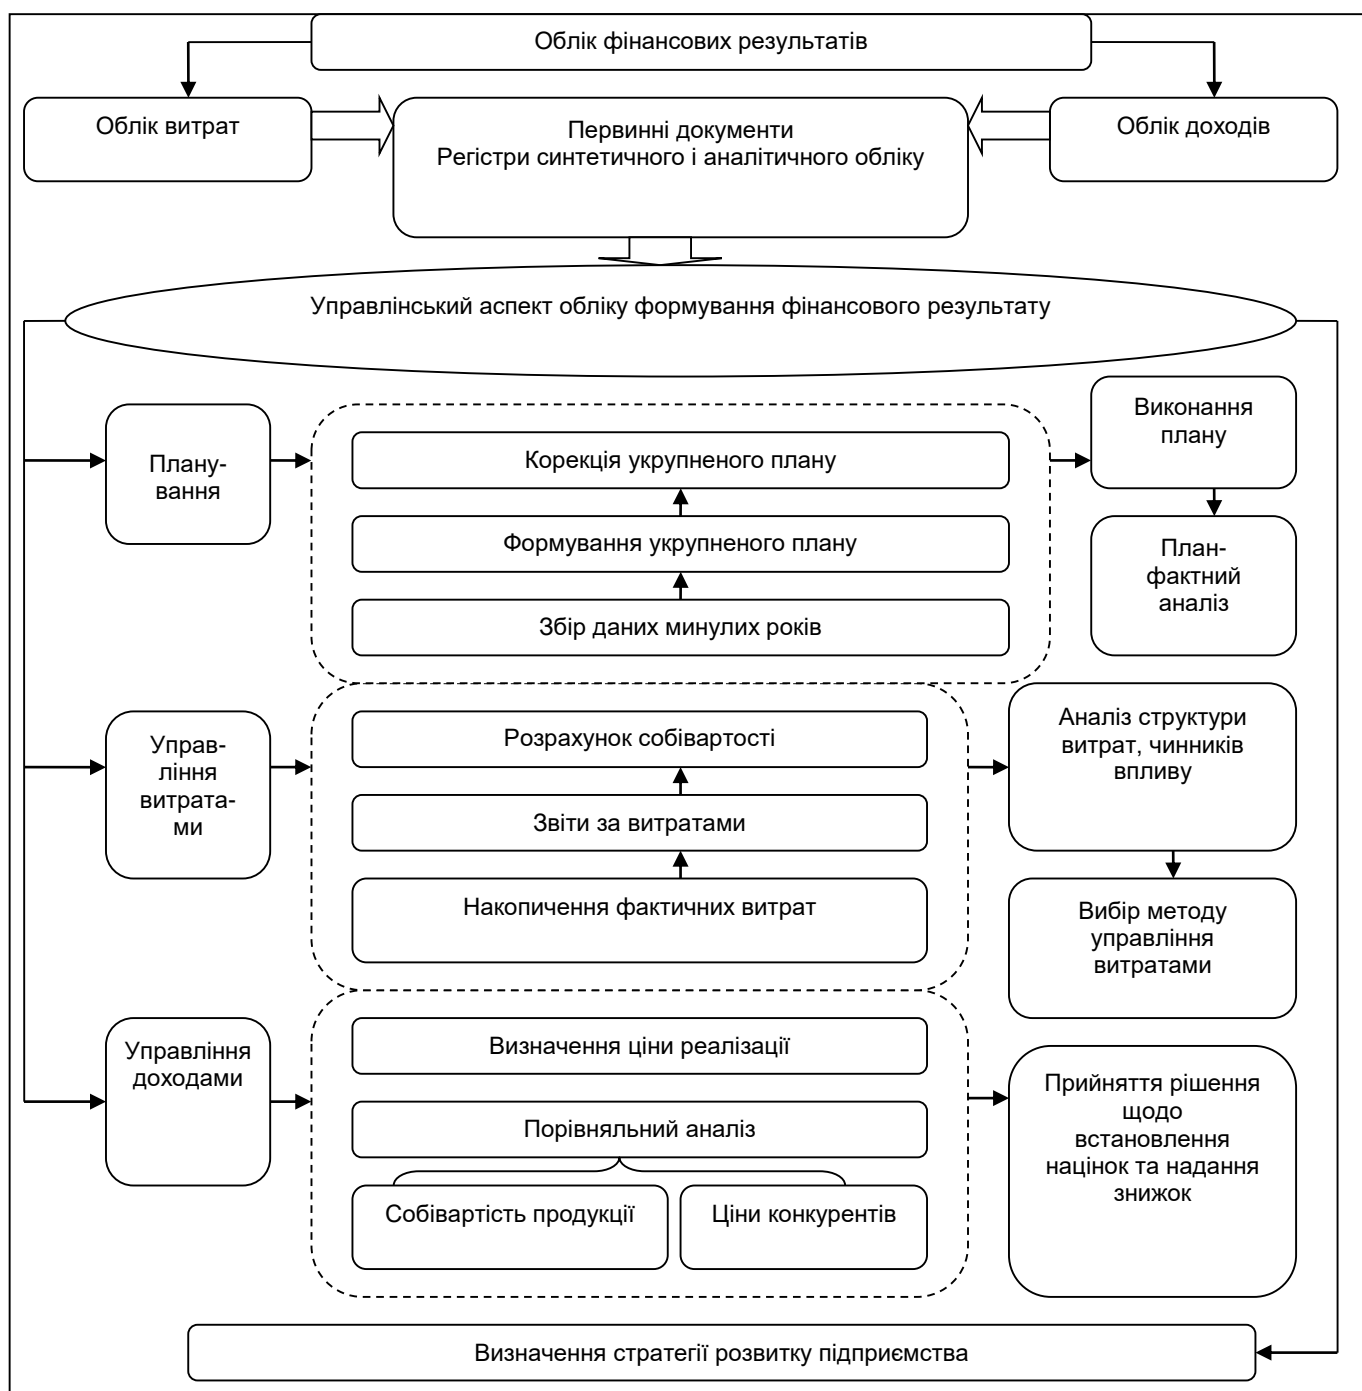 Облік фінансових результатів
Облік витрат
Первинні документи
Регістри синтетичного і аналітичного обліку
Облік доходів
Управлінський аспект обліку формування фінансового результату
Плану-
вання
Корекція укрупненого плану
Формування укрупненого плану
Збір даних минулих років
Виконання
плану
План-
фактний
аналіз
Управ-
ління
витрата-
ми
Розрахунок собівартості
Звіти за витратами
Накопичення фактичних витрат
Аналіз структури
витрат, чинників
впливу
Вибір методу
управління
витратами
Управління
доходами
Визначення ціни реалізації
Порівняльний аналіз
Собівартість продукції
Ціни конкурентів
Прийняття рішення
щодо
встановлення
націнок та надання
знижок
Визначення стратегії розвитку підприємства